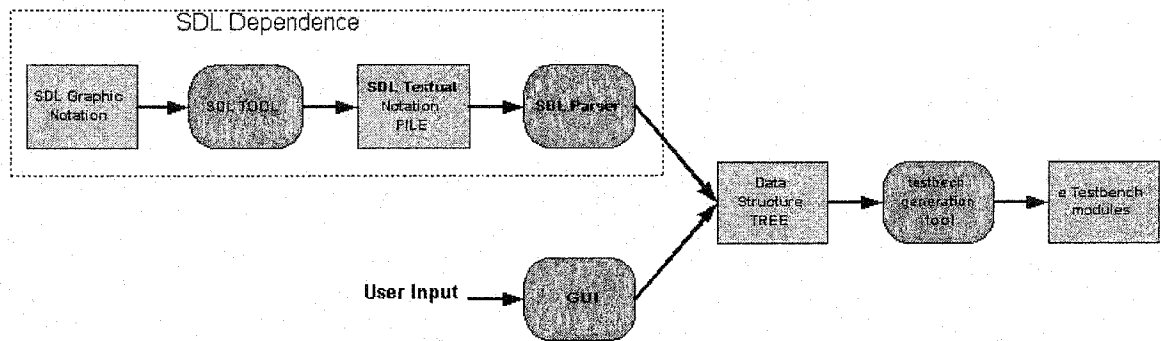 SDL Dependence
SDL Graphic
Notation
SDL TOOL
SDL Textual
Notation
FILE
SDL Parser
Data
Structure
TREE
testbech
generation
tool
e Testbench
modules
User Input
GUI